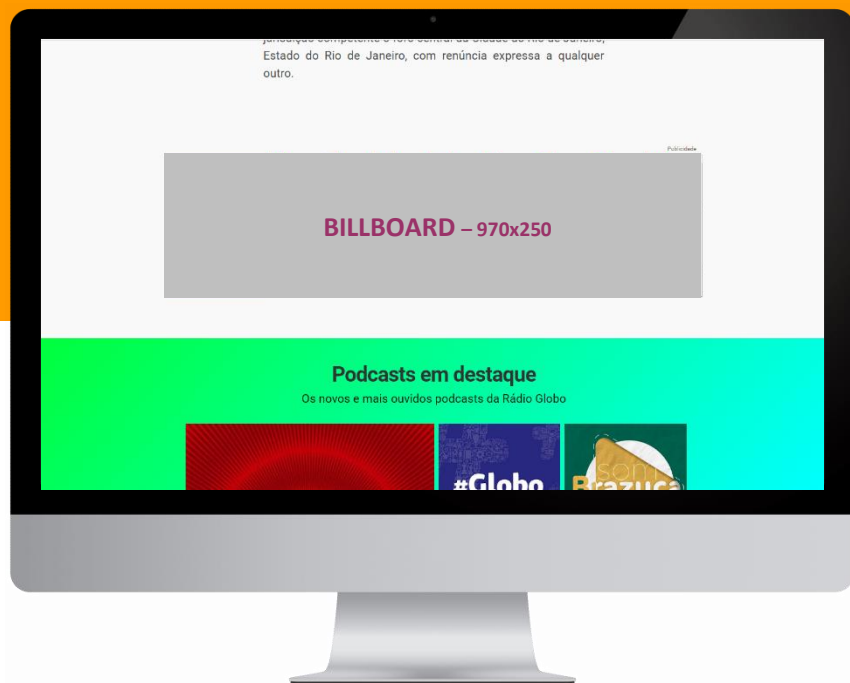 Estado do Rio de Janeiro, com renúncia expressa a qualquer
outro.
Publicidade
BILLBOARD – 970x250
Podcasts em destaque
Os novos e mais ouvidos podcasts da Rádio Globo
#Globo
som
Brazuca